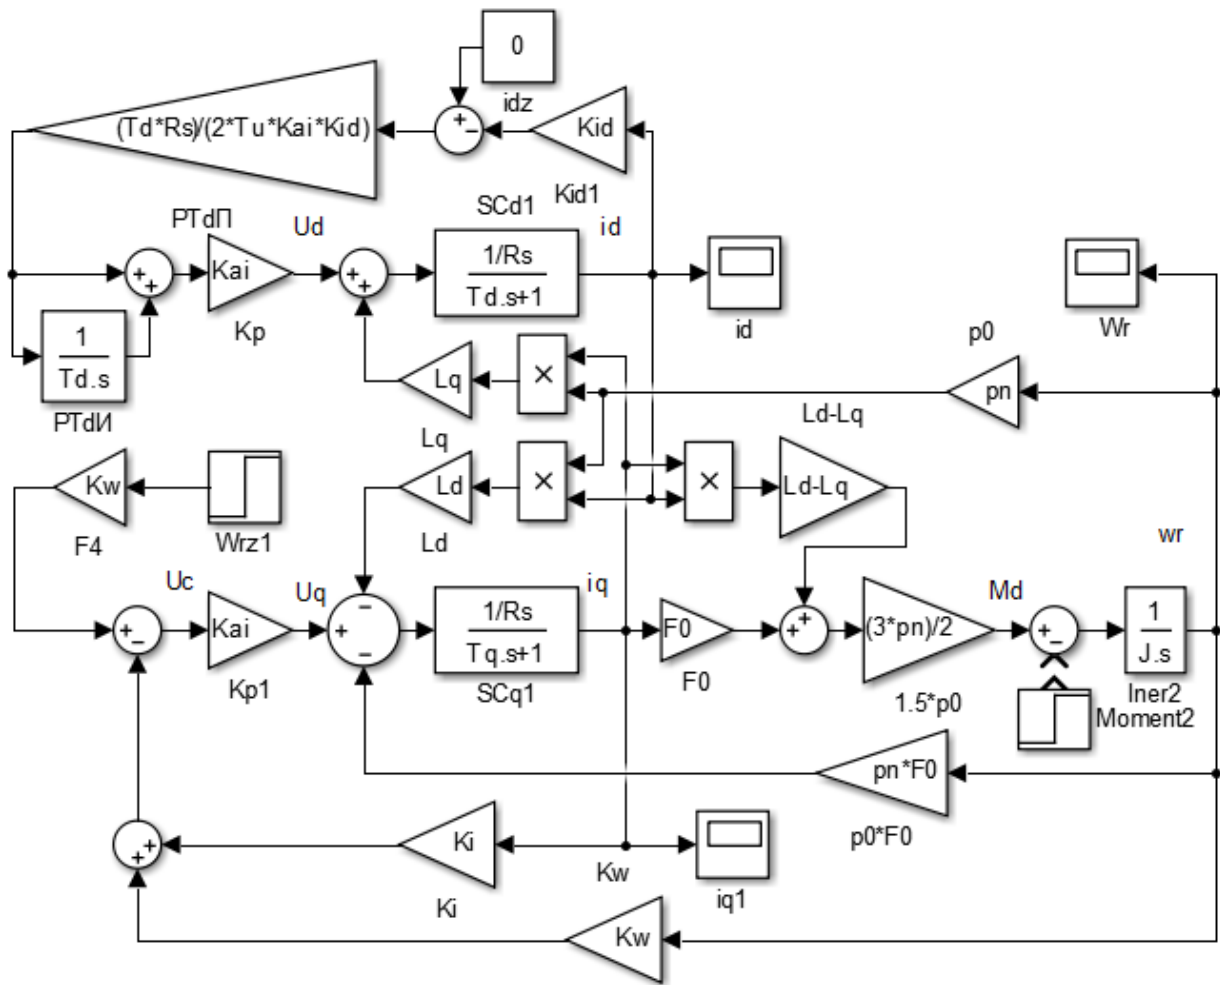 0
idz
(Td*Rs)/(2*Tu*Kai*Kid)
+
−
Kid
Kid1
РТdП
Ud
SCd1
id
+
+
Kai
+
+
1/Rs
Td.s+1
id
Wr
Kp
p0
1
Td.s
РТdИ
Lq
×
pn
Ld-Lq
Lq
Kw
Ld
×
×
Ld-Lq
F4
Wrz1
Ld
wr
Uc
Uq
iq
Md
+
−
Kai
−
+
−
1/Rs
Tq.s+1
F0
+
+
(3*pn)/2
+
−
1
J.s
Kp1
SCq1
F0
1.5*p0
Iner2
Moment2
pn*F0
+
+
Ki
Kw
p0*F0
Ki
iq1
Kw